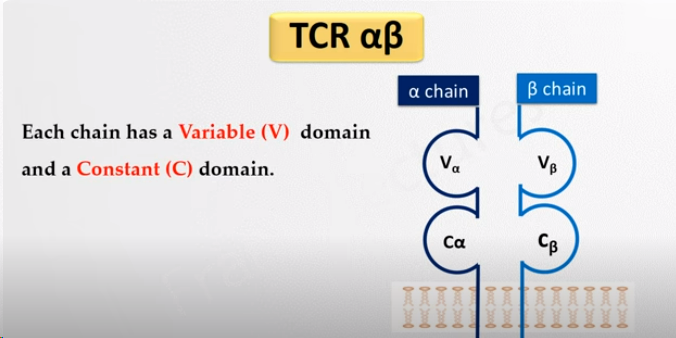 TCR αβ
α chain
β chain
Each chain has a Variable (V) domain
and a Constant (C) domain.
Vα
Vβ
Cα
Cβ